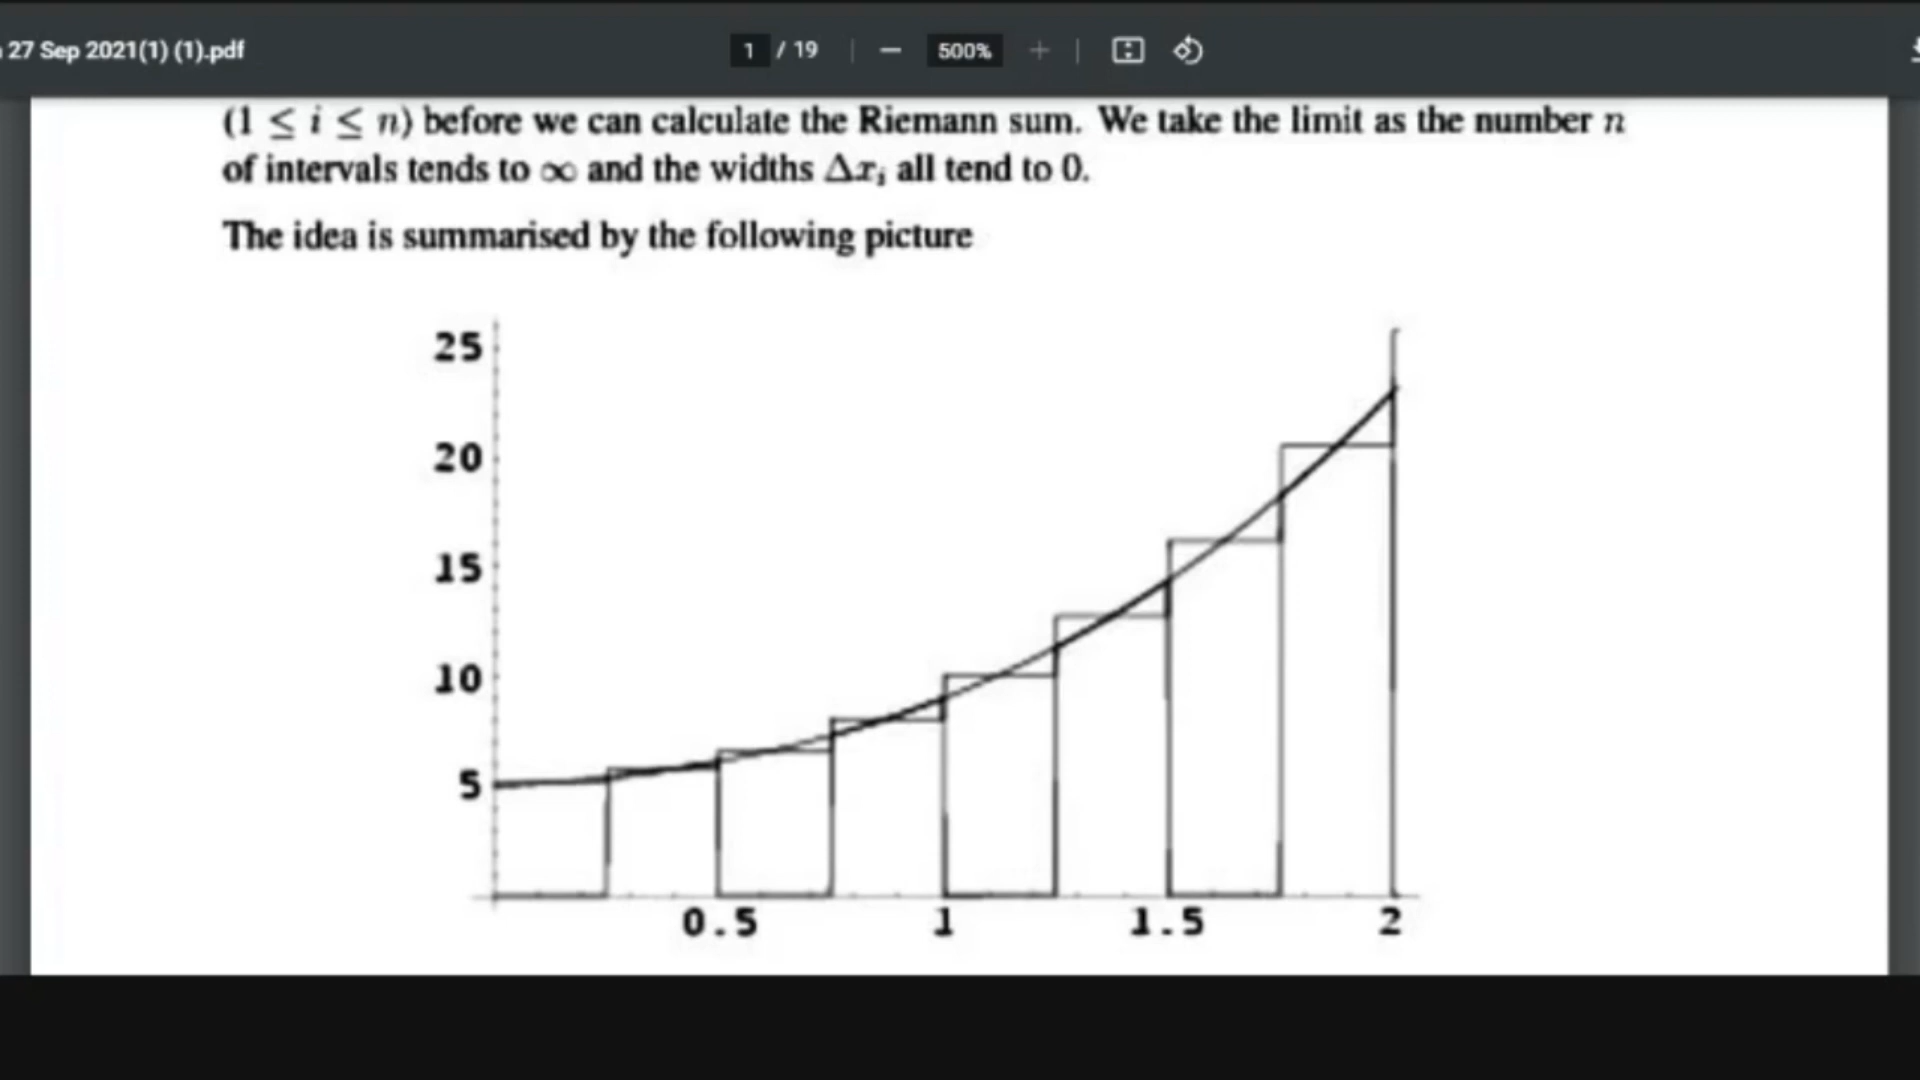 27 Sep 2021(1) (1).pdf
1 / 19
500%
(1 ≤ i ≤ n) before we can calculate the Riemann sum. We take the limit as the number n
of intervals tends to ∞ and the widths Δxᵢ all tend to 0.
The idea is summarised by the following picture
25
20
15
10
5
0.5 1 1.5 2